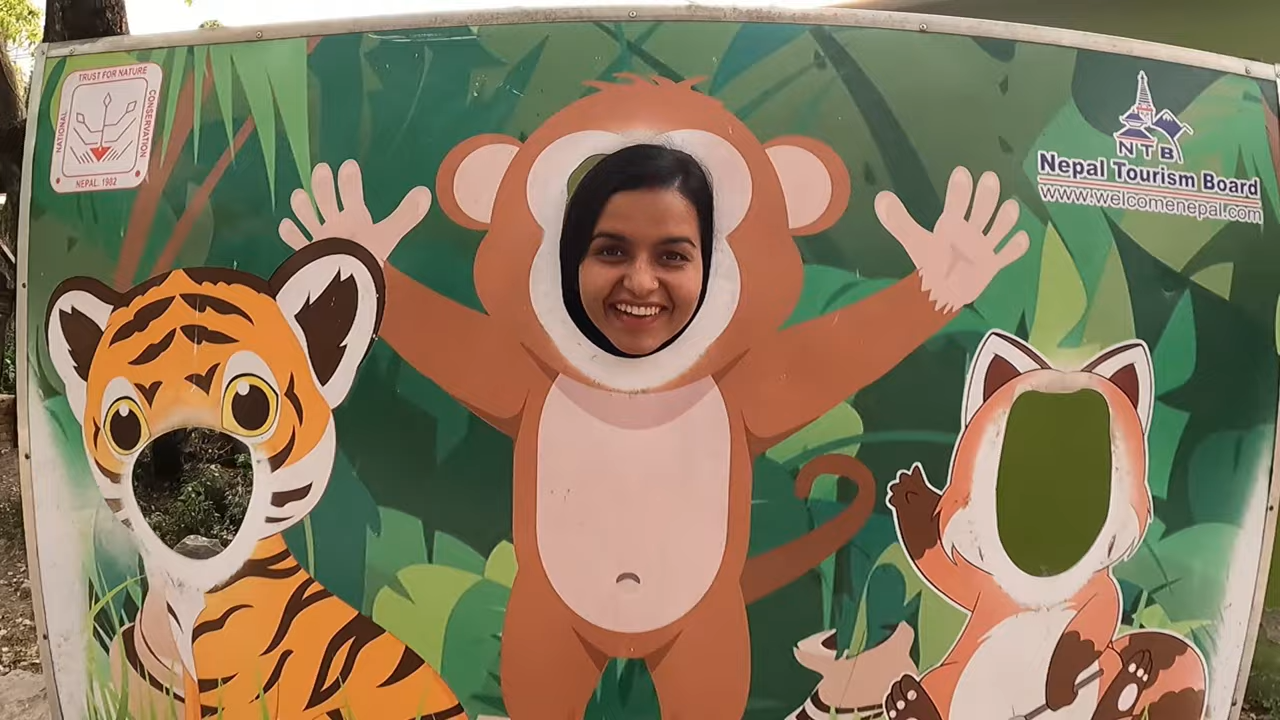 TRUST FOR NATURE
NATIONAL
CONSERVATION
NEPAL. 1982
NTB
Nepal Tourism Board
www.welcomenepal.com